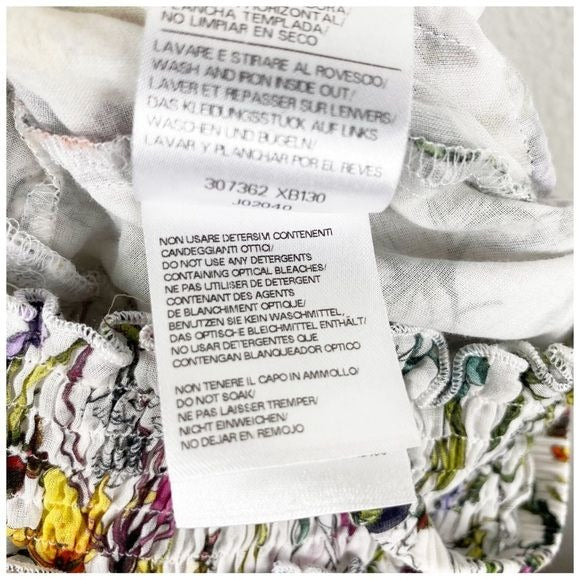 HORIZONTAL/
PLANCHA TEMPLADA/
NO LIMPIAR EN SECO
LAVARE E STIRARE AL ROVESCIO/
WASH AND IRON INSIDE OUT/
LAVER ET REPASSER SUR L'ENVERS/
DAS KLEIDUNGSSTÜCK AUF LINKS
WASCHEN UND BÜGELN/
LAVAR Y PLANCHAR POR EL REVES
307362 XB130
J02040
NON USARE DETERSIVI CONTENENTI
CANDEGGIANTI OTTICI/
DO NOT USE ANY DETERGENTS
CONTAINING OPTICAL BLEACHES/
NE PAS UTILISER DE DETERGENT
CONTENANT DES AGENTS
DE BLANCHIMENT OPTIQUE/
BENUTZEN SIE KEIN WASCHMITTEL,
DAS OPTISCHE BLEICHMITTEL ENTHÄLT/
NO USAR DETERGENTES QUE
CONTENGAN BLANQUEADOR OPTICO
NON TENERE IL CAPO IN AMMOLLO/
DO NOT SOAK/
NE PAS LAISSER TREMPER/
NICHT EINWEICHEN/
NO DEJAR EN REMOJO